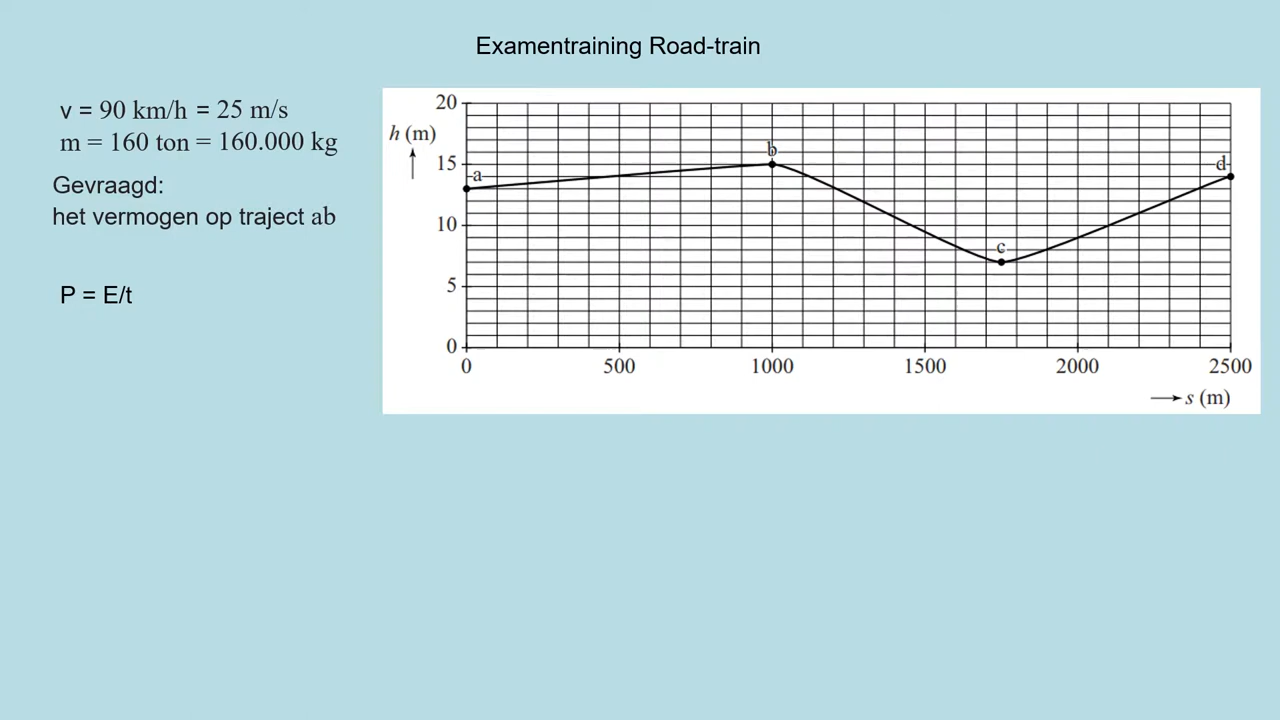 Examentraining Road-train
v = 90 km/h = 25 m/s
m = 160 ton = 160.000 kg
Gevraagd:
het vermogen op traject ab
P = E/t
20
h (m)
15
10
5
0
a
b
c
d
0 500 1000 1500 2000 2500
s (m)